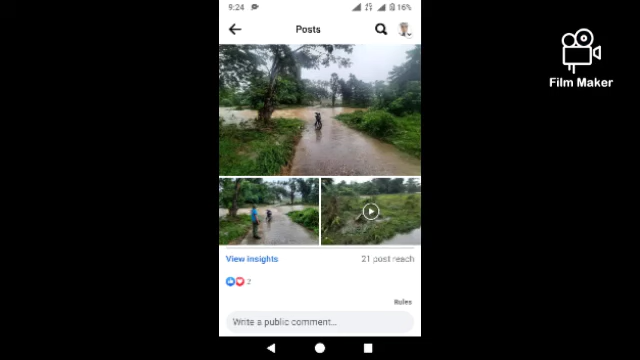 9:24
16%
Posts
Film Maker
View insights
21 post reach
2
Rules
Write a public comment...